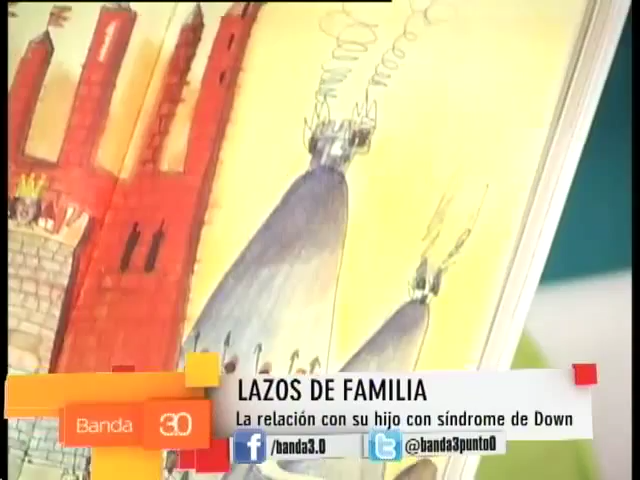 LAZOS DE FAMILIA
La relación con su hijo con síndrome de Down
Banda 3.0
/banda3.0
@banda3punto0